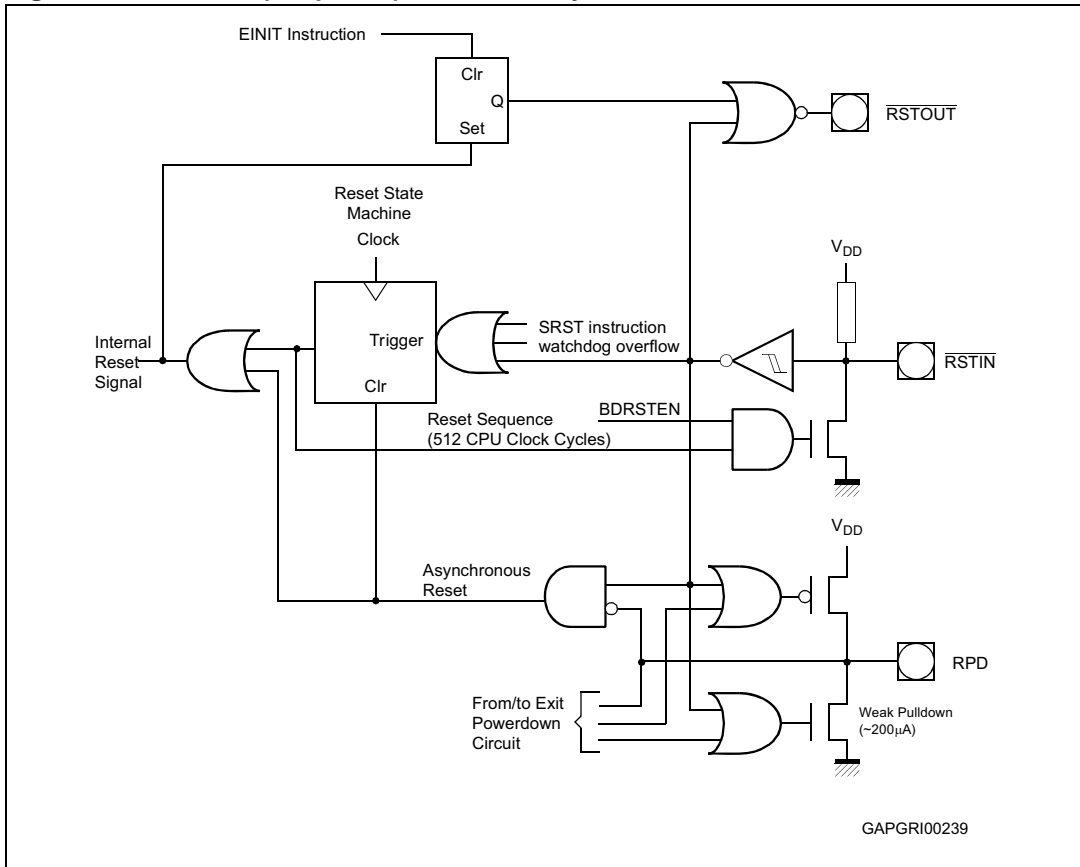 EINIT Instruction
Clr
Q
Set
RSTOUT
Reset State
Machine
Clock
VDD
Internal
Reset
Signal
Trigger
SRST instruction
watchdog overflow
RSTIN
Clr
BDRSTEN
Reset Sequence
(512 CPU Clock Cycles)
VDD
Asynchronous
Reset
RPD
From/to Exit
Powerdown
Circuit
Weak Pulldown
(~200µA)
GAPGRI00239